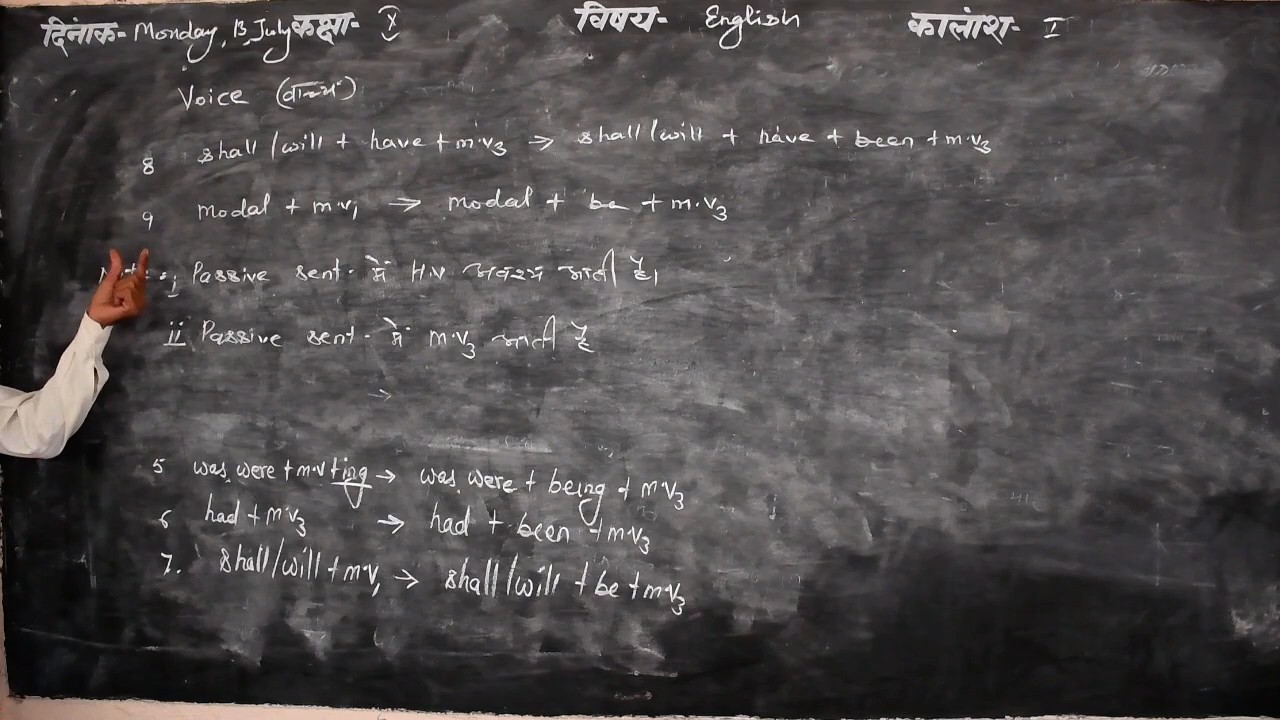 दिनांक- Monday, 13, July कक्षा- X विषय- English कालांश- I
Voice (वाच्य)
8 shall/will + have + m.v3 → shall/will + have + been + m.v3
9 modal + m.v1 → modal + be + m.v3
i Passive sent. में H.V अवश्य आती है।
ii Passive sent. में m.v3 आती है
→
5 was, were + m.v + ing → was, were + being + m.v3
6 had + m.v3 → had + been + m.v3
7. shall/will + m.v1 → shall/will + be + m.v3